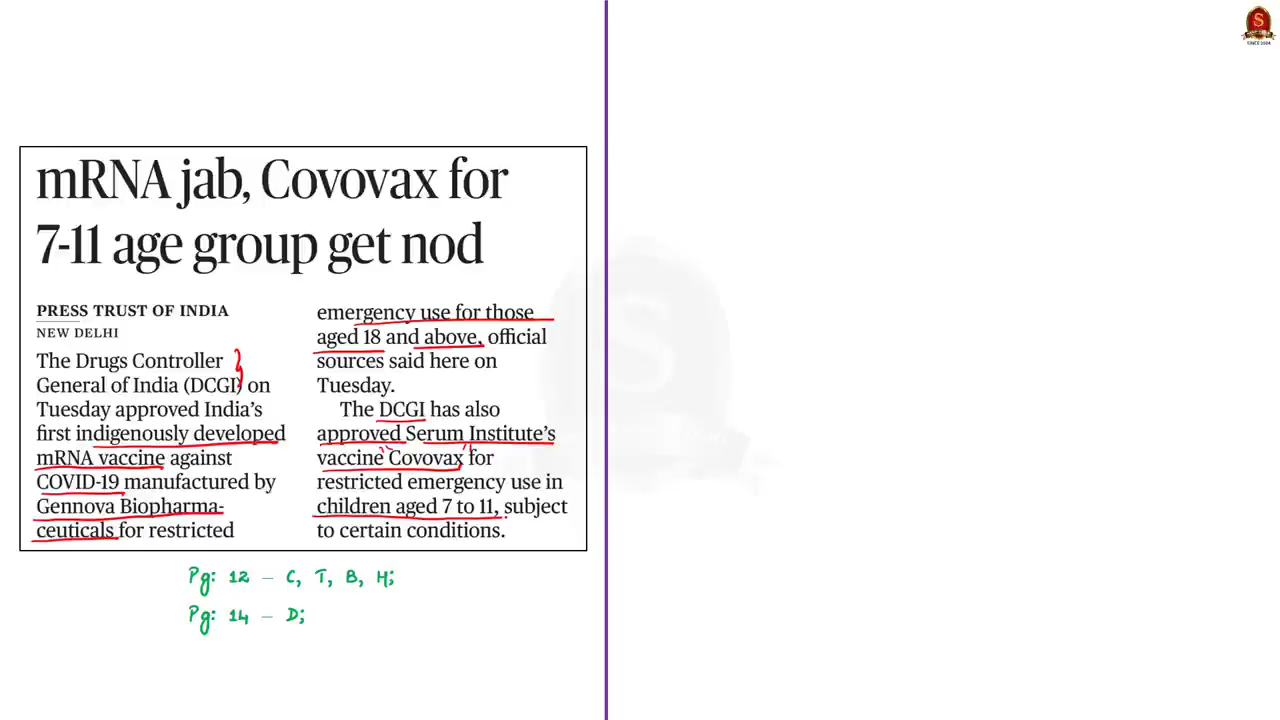 mRNA jab, Covovax for
7-11 age group get nod
PRESS TRUST OF INDIA
NEW DELHI
The Drugs Controller
General of India (DCGI) on
Tuesday approved India's
first indigenously developed
mRNA vaccine against
COVID-19 manufactured by
Gennova Biopharma-
ceuticals for restricted
emergency use for those
aged 18 and above, official
sources said here on
Tuesday.
The DCGI has also
approved Serum Institute's
vaccine Covovax for
restricted emergency use in
children aged 7 to 11, subject
to certain conditions.
Pg: 12 – C, T, B, H;
Pg: 14 – D;
S
SINCE 2004